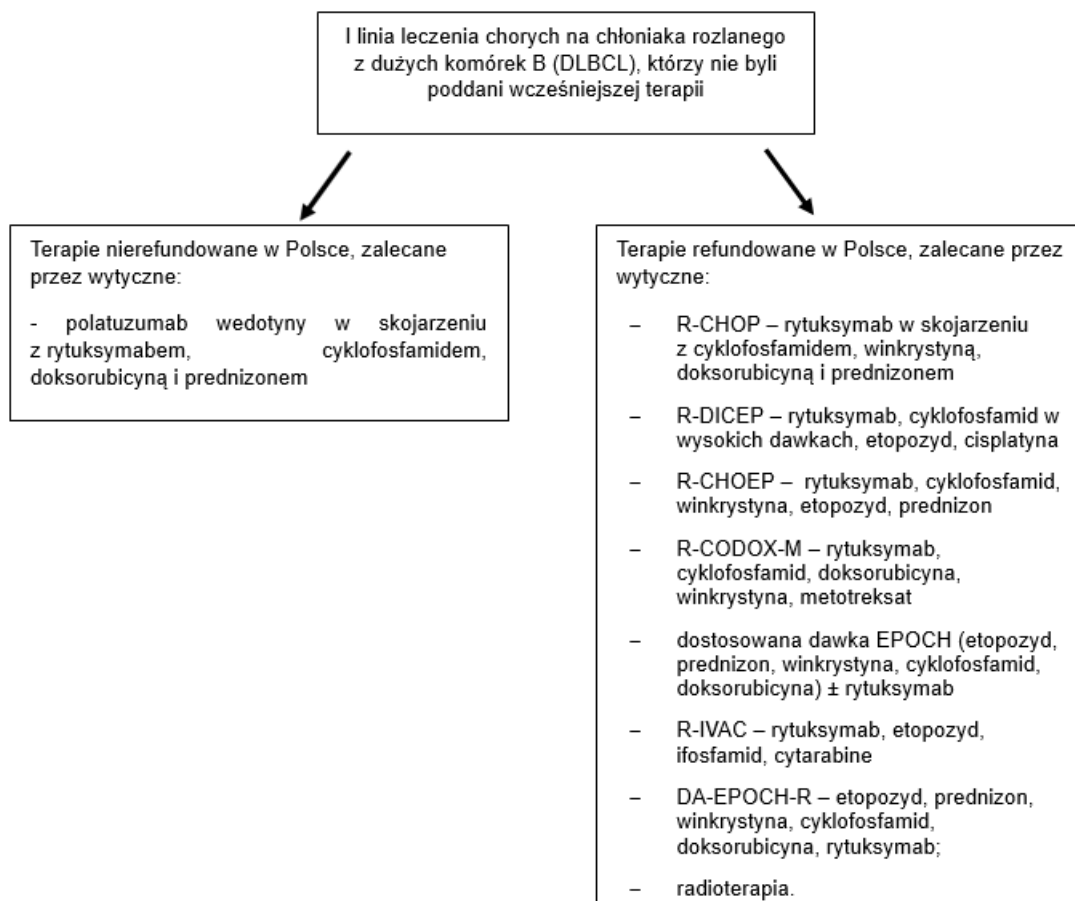 I linia leczenia chorych na chłoniaka rozlanego
z dużych komórek B (DLBCL), którzy nie byli
poddani wcześniejszej terapii
Terapie nierefundowane w Polsce, zalecane
przez wytyczne:
- polatuzumab wedotyny w skojarzeniu
z rytuksymabem, cyklofosfamidem,
doksorubicyną i prednizonem
Terapie refundowane w Polsce, zalecane przez
wytyczne:
– R-CHOP – rytuksymab w skojarzeniu
z cyklofosfamidem, winkrystyną,
doksorubicyną i prednizonem
– R-DICEP – rytuksymab, cyklofosfamid w
wysokich dawkach, etopozyd, cisplatyna
– R-CHOEP – rytuksymab, cyklofosfamid,
winkrystyna, etopozyd, prednizon
– R-CODOX-M – rytuksymab,
cyklofosfamid, doksorubicyna,
winkrystyna, metotreksat
– dostosowana dawka EPOCH (etopozyd,
prednizon, winkrystyna, cyklofosfamid,
doksorubicyna) ± rytuksymab
– R-IVAC – rytuksymab, etopozyd,
ifosfamid, cytarabine
– DA-EPOCH-R – etopozyd, prednizon,
winkrystyna, cyklofosfamid,
doksorubicyna, rytuksymab;
– radioterapia.